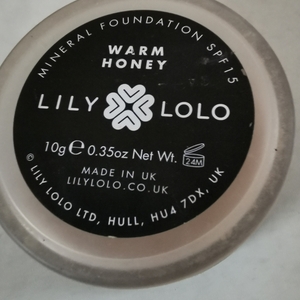 MINERAL FOUNDATION SPF15
WARM
HONEY
LILY LOLO
10g ℮ 0.35oz Net Wt. 24M
MADE IN UK
LILYLOLO.CO.UK
© LILY LOLO LTD, HULL, HU4 7DX, UK